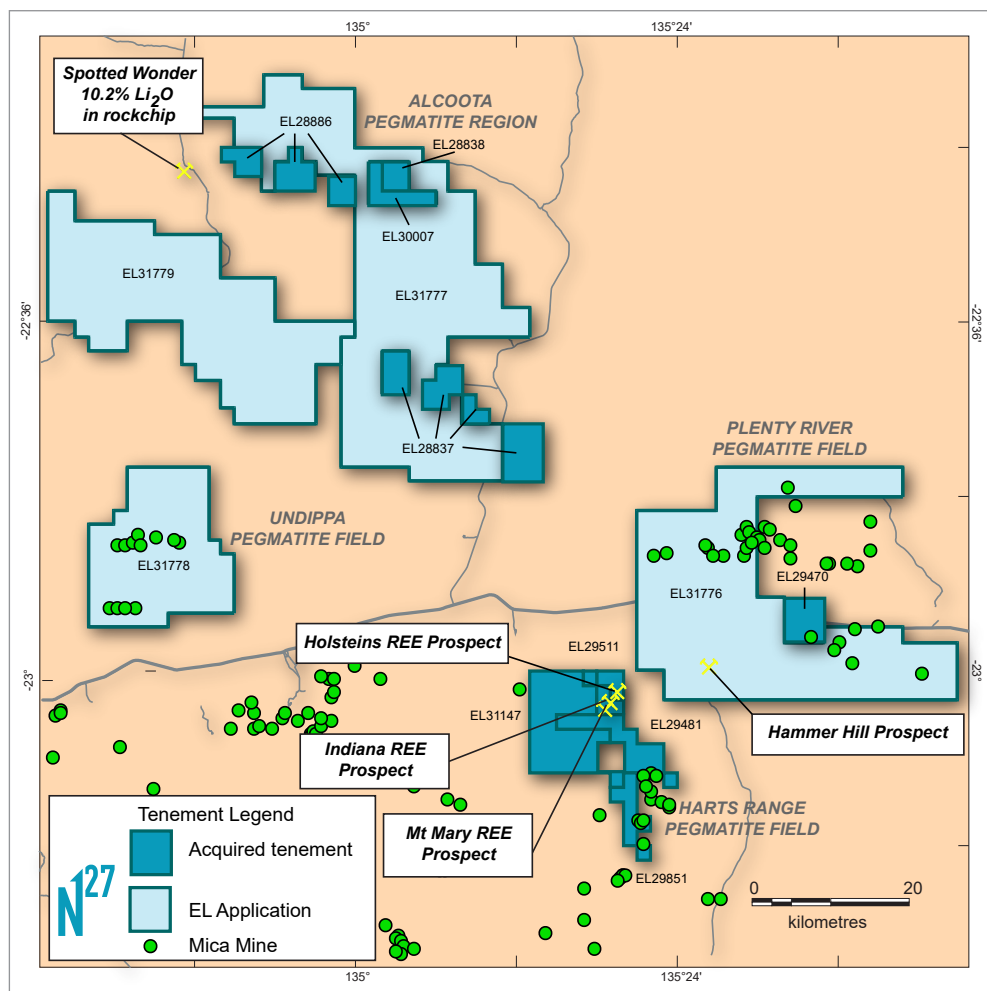 135°
135°24'
Spotted Wonder
10.2% Li₂O
in rockchip
ALCOOTA
PEGMATITE REGION
EL28886
EL28838
EL30007
EL31779
EL31777
-22°36'
-22°36'
EL28837
PLENTY RIVER
PEGMATITE FIELD
UNDIPPA
PEGMATITE FIELD
EL31778
EL29470
EL31776
Holsteins REE Prospect
EL29511
-23°
-23°
EL31147
EL29481
Hammer Hill Prospect
Indiana REE
Prospect
Mt Mary REE
Prospect
HARTS RANGE
PEGMATITE FIELD
EL29851
Tenement Legend
Acquired tenement
EL Application
Mica Mine
N127
0 20
kilometres
135°
135°24'